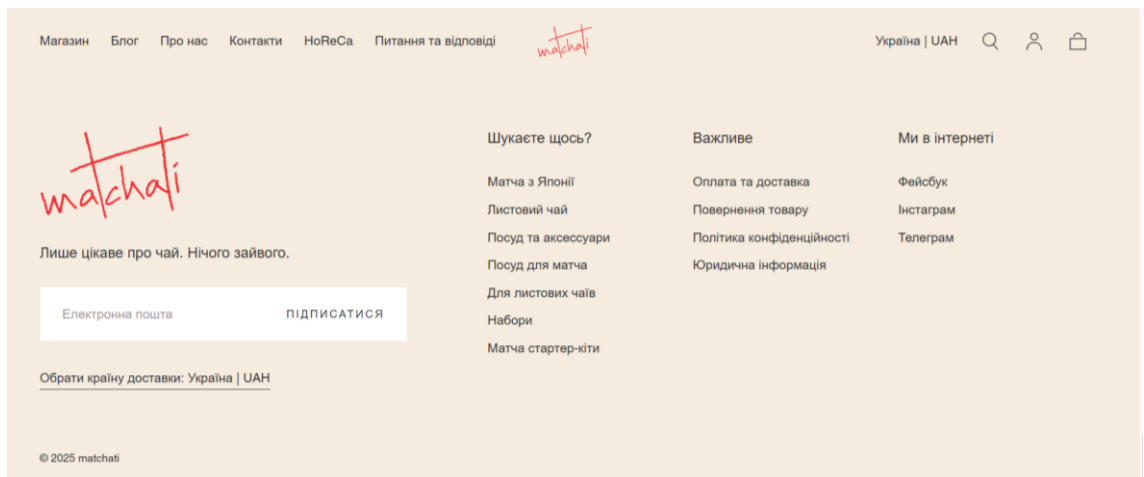 Магазин Блог Про нас Контакти HoReCa Питання та відповіді matchati Україна | UAH
matchati
Лише цікаве про чай. Нічого зайвого.
Електронна пошта ПІДПИСАТИСЯ
Обрати країну доставки: Україна | UAH
Шукаєте щось?
Матча з Японії
Листовий чай
Посуд та аксессуари
Посуд для матча
Для листових чаїв
Набори
Матча стартер-кіти
Важливе
Оплата та доставка
Повернення товару
Політика конфіденційності
Юридична інформація
Ми в інтернеті
Фейсбук
Інстаграм
Телеграм
© 2025 matchati